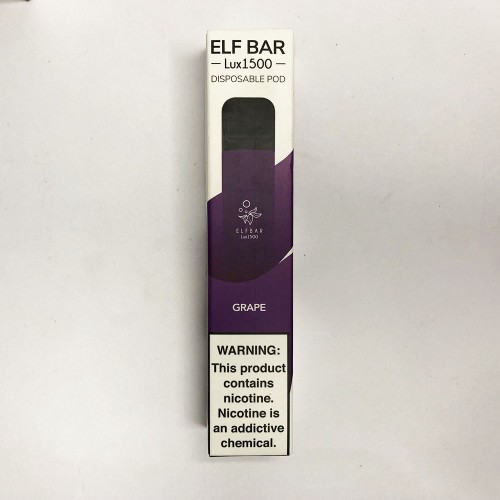 ELF BAR
Lux1500
DISPOSABLE POD
ELFBAR
Lux1500
GRAPE
WARNING:
This product
contains
nicotine.
Nicotine is
an addictive
chemical.